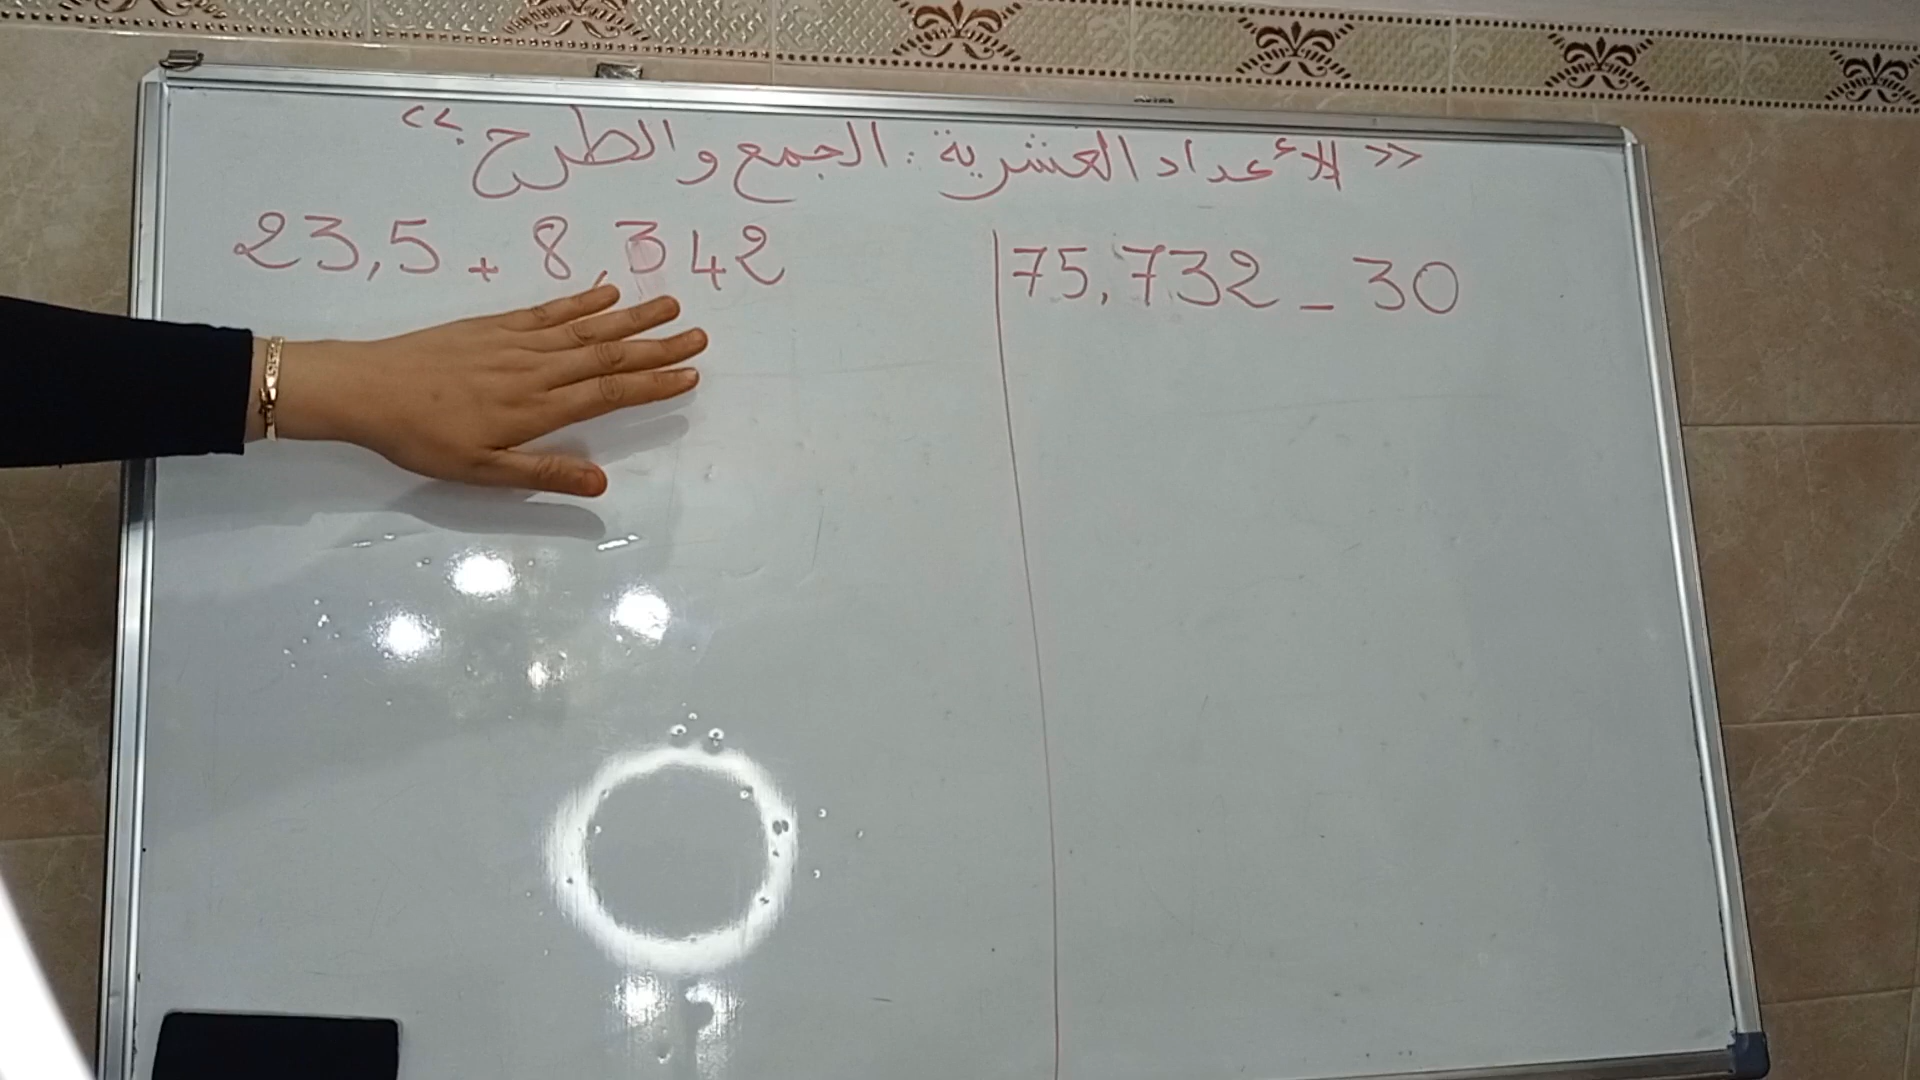 « الأعداد العشرية : الجمع والطرح »
23,5 + 8,342
75,732 - 30